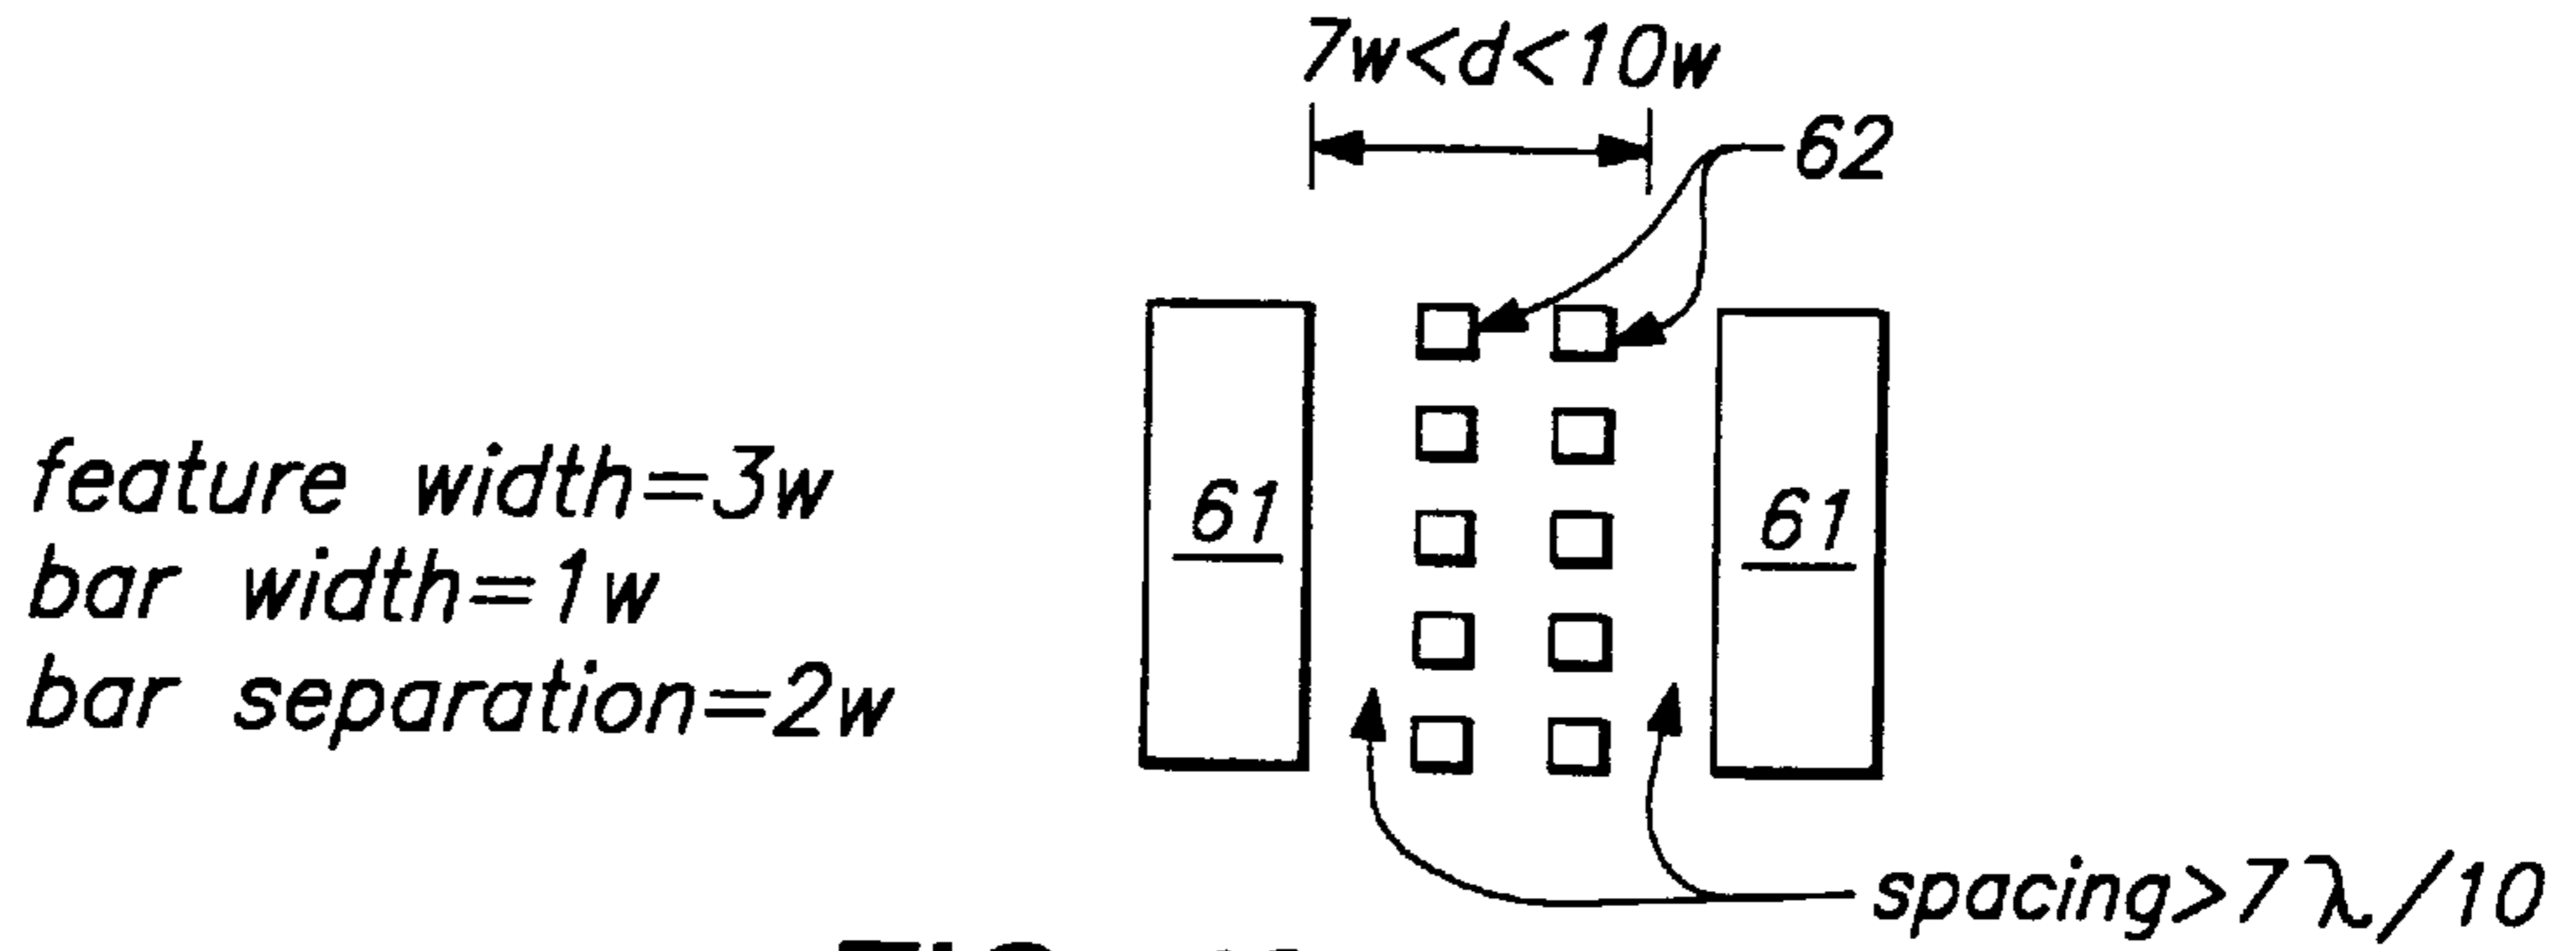 7w<d<10w
62
feature width=3w
bar width=1w
bar separation=2w
61
61
spacing>7λ/10